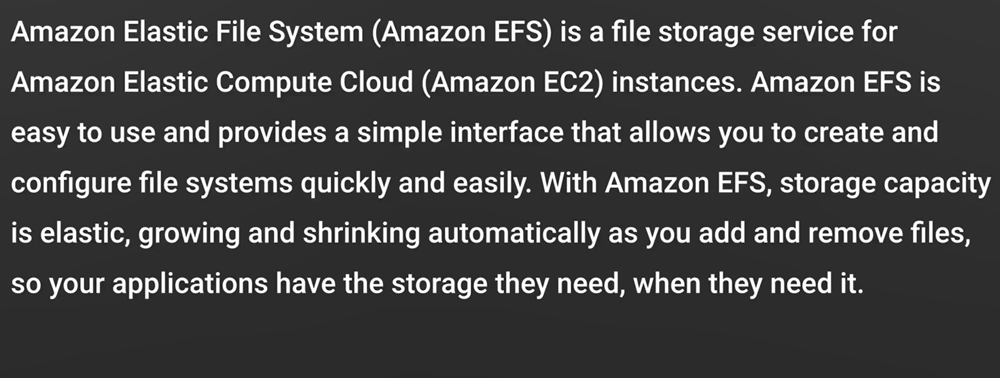 Amazon Elastic File System (Amazon EFS) is a file storage service for
Amazon Elastic Compute Cloud (Amazon EC2) instances. Amazon EFS is
easy to use and provides a simple interface that allows you to create and
configure file systems quickly and easily. With Amazon EFS, storage capacity
is elastic, growing and shrinking automatically as you add and remove files,
so your applications have the storage they need, when they need it.